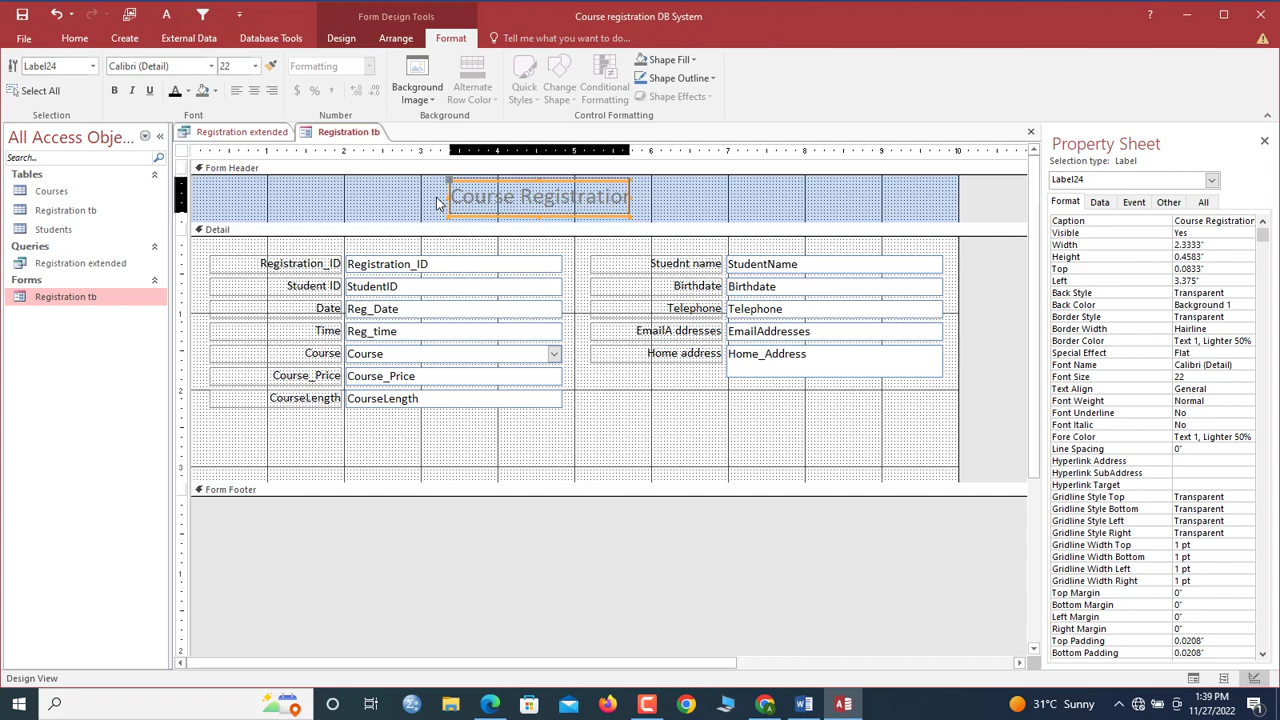 Form Design Tools
Course registration DB System
?
File
Home
Create
External Data
Database Tools
Design
Arrange
Format
Tell me what you want to do...
Label24
Calibri (Detail)
22
Formatting
Select All
B I U A
$ % ,
Background
Image
Alternate
Row Color
Quick
Styles
Change
Shape
Conditional
Formatting
Shape Fill
Shape Outline
Shape Effects
Selection
Font
Number
Background
Control Formatting
All Access Obje...
Search...
Tables
Courses
Registration tb
Students
Queries
Registration extended
Forms
Registration tb
Registration extended
Registration tb
1 2 3 4 5 6 7 8 9 10
Form Header
Course Registration
Detail
Registration_ID Registration_ID
Student ID StudentID
Date Reg_Date
Time Reg_time
Course Course
Course_Price Course_Price
CourseLength CourseLength
Stuednt name StudentName
Birthdate Birthdate
Telephone Telephone
EmailA ddresses EmailAddresses
Home address Home_Address
Form Footer
Property Sheet
Selection type: Label
Label24
Format Data Event Other All
Caption Course Registration
Visible Yes
Width 2.3333"
Height 0.4583"
Top 0.0833"
Left 3.375"
Back Style Transparent
Back Color Background 1
Border Style Transparent
Border Width Hairline
Border Color Text 1, Lighter 50%
Special Effect Flat
Font Name Calibri (Detail)
Font Size 22
Text Align General
Font Weight Normal
Font Underline No
Font Italic No
Fore Color Text 1, Lighter 50%
Line Spacing 0"
Hyperlink Address
Hyperlink SubAddress
Hyperlink Target
Gridline Style Top Transparent
Gridline Style Bottom Transparent
Gridline Style Left Transparent
Gridline Style Right Transparent
Gridline Width Top 1 pt
Gridline Width Bottom 1 pt
Gridline Width Left 1 pt
Gridline Width Right 1 pt
Top Margin 0"
Bottom Margin 0"
Left Margin 0"
Right Margin 0"
Top Padding 0.0208"
Bottom Padding 0.0208"
Design View
31°C Sunny
1:39 PM
11/27/2022